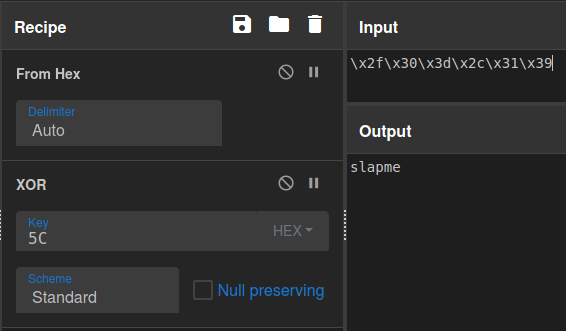 Recipe
From Hex
Delimiter
Auto
XOR
Key
5C
HEX
Scheme
Standard
Null preserving
Input
\x2f\x30\x3d\x2c\x31\x39
Output
slapme